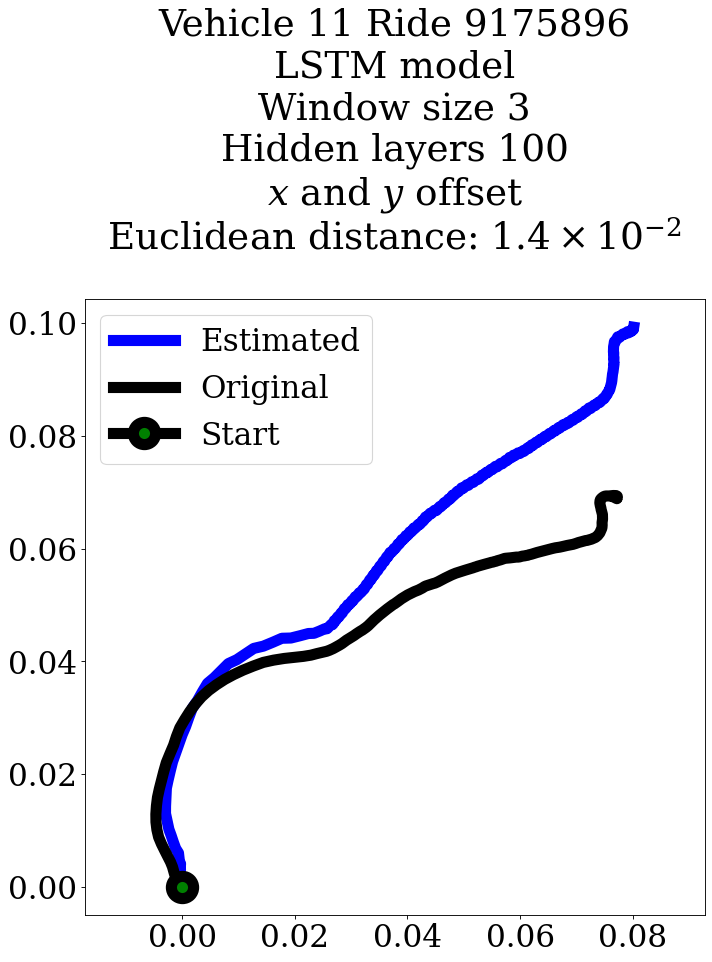 Vehicle 11 Ride 9175896
LSTM model
Window size 3
Hidden layers 100
x and y offset
Euclidean distance: 1.4 × 10⁻²
Estimated
Original
Start
0.10
0.08
0.06
0.04
0.02
0.00
0.00 0.02 0.04 0.06 0.08